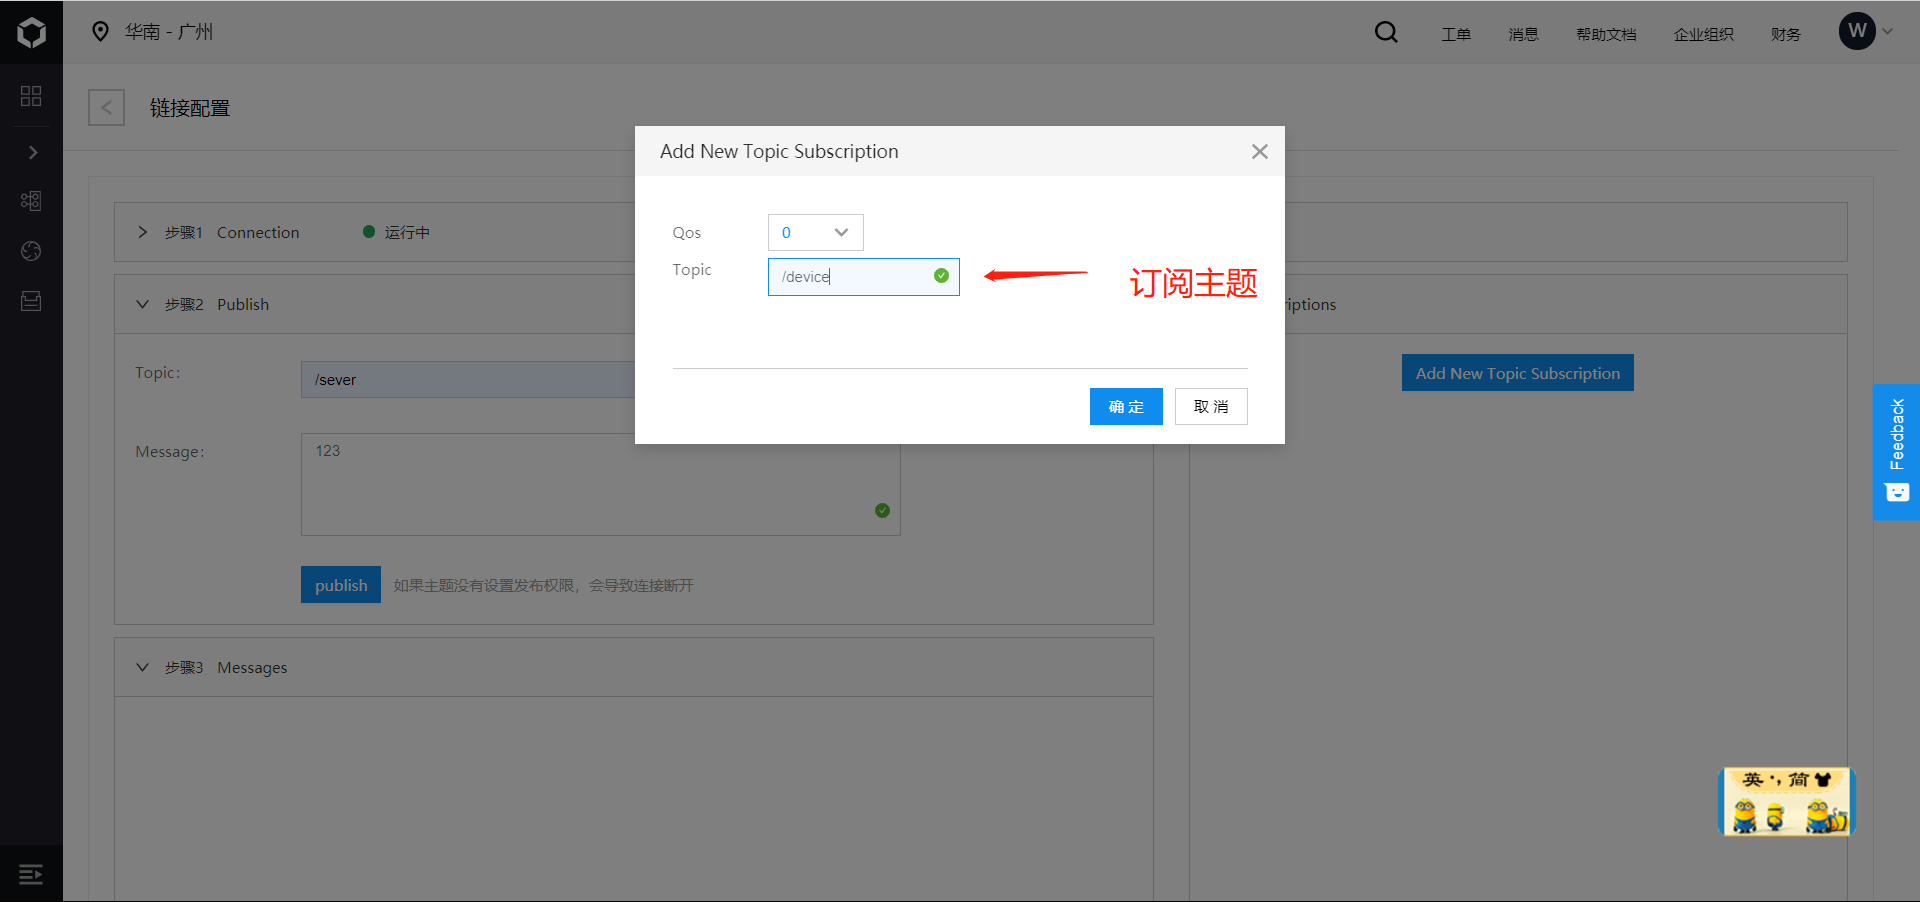 华南 - 广州
工单
消息
帮助文档
企业组织
财务
W
链接配置
Add New Topic Subscription
Qos
0
Topic
/device
订阅主题
确 定
取 消
步骤1 Connection
运行中
步骤2 Publish
Topic:
/sever
Message:
123
publish
如果主题没有设置发布权限，会导致连接断开
步骤3 Messages
riptions
Add New Topic Subscription
Feedback
英 ·, 简